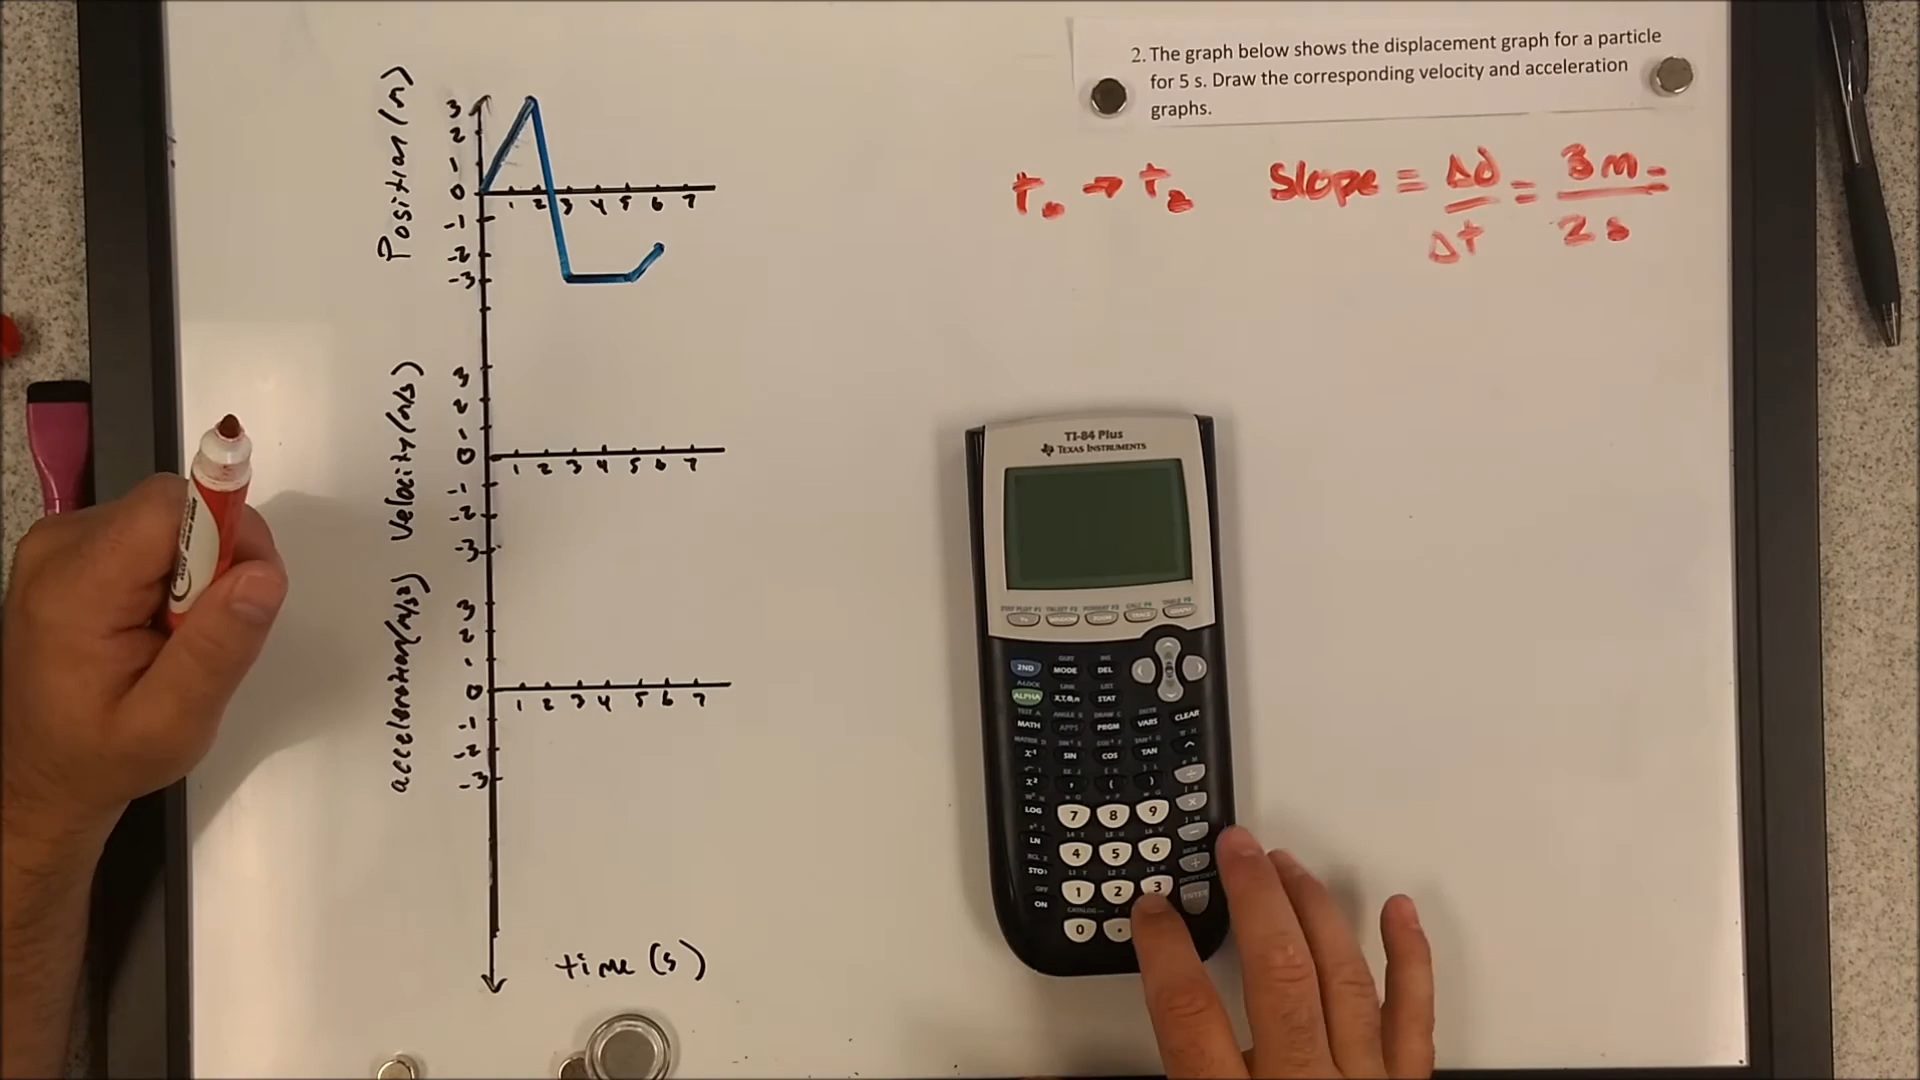 2. The graph below shows the displacement graph for a particle
for 5 s. Draw the corresponding velocity and acceleration
graphs.
t₀ → t₂ Slope = Δd = 3m =
Δt 2 s
Position (m)
3
2
1
0
-1
-2
-3
1 2 3 4 5 6 7
Velocity (m/s)
3
2
1
0
-1
-2
-3
1 2 3 4 5 6 7
acceleration (m/s2)
3
2
1
0
-1
-2
-3
1 2 3 4 5 6 7
time (s)
TI-84 Plus
TEXAS INSTRUMENTS
2ND MODE DEL
ALPHA X,T,θ,n STAT
MATH APPS PRGM VARS CLEAR
SIN COS TAN ^
x² , ( ) ÷
LOG 7 8 9 ×
LN 4 5 6 −
STO 1 2 3 +
ON 0 . ENTER